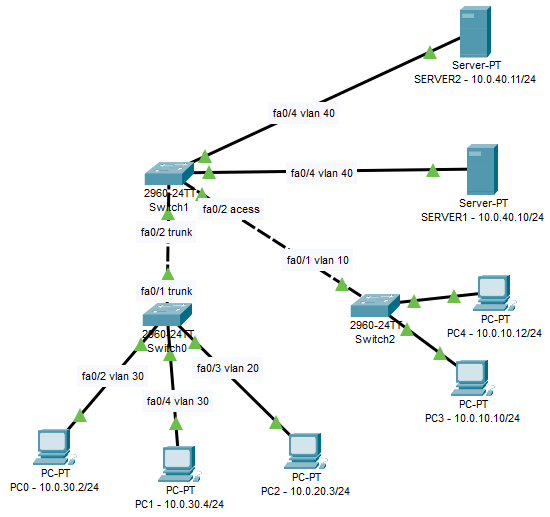 Server-PT
SERVER2 - 10.0.40.11/24
fa0/4 vlan 40
fa0/4 vlan 40
2960-24TT
Switch1
fa0/2 acess
Server-PT
SERVER1 - 10.0.40.10/24
fa0/2 trunk
fa0/1 vlan 10
fa0/1 trunk
2960-24TT
Switch0
2960-24TT
Switch2
PC-PT
PC4 - 10.0.10.12/24
fa0/2 vlan 30
fa0/3 vlan 20
fa0/4 vlan 30
PC-PT
PC3 - 10.0.10.10/24
PC-PT
PC0 - 10.0.30.2/24
PC-PT
PC1 - 10.0.30.4/24
PC-PT
PC2 - 10.0.20.3/24